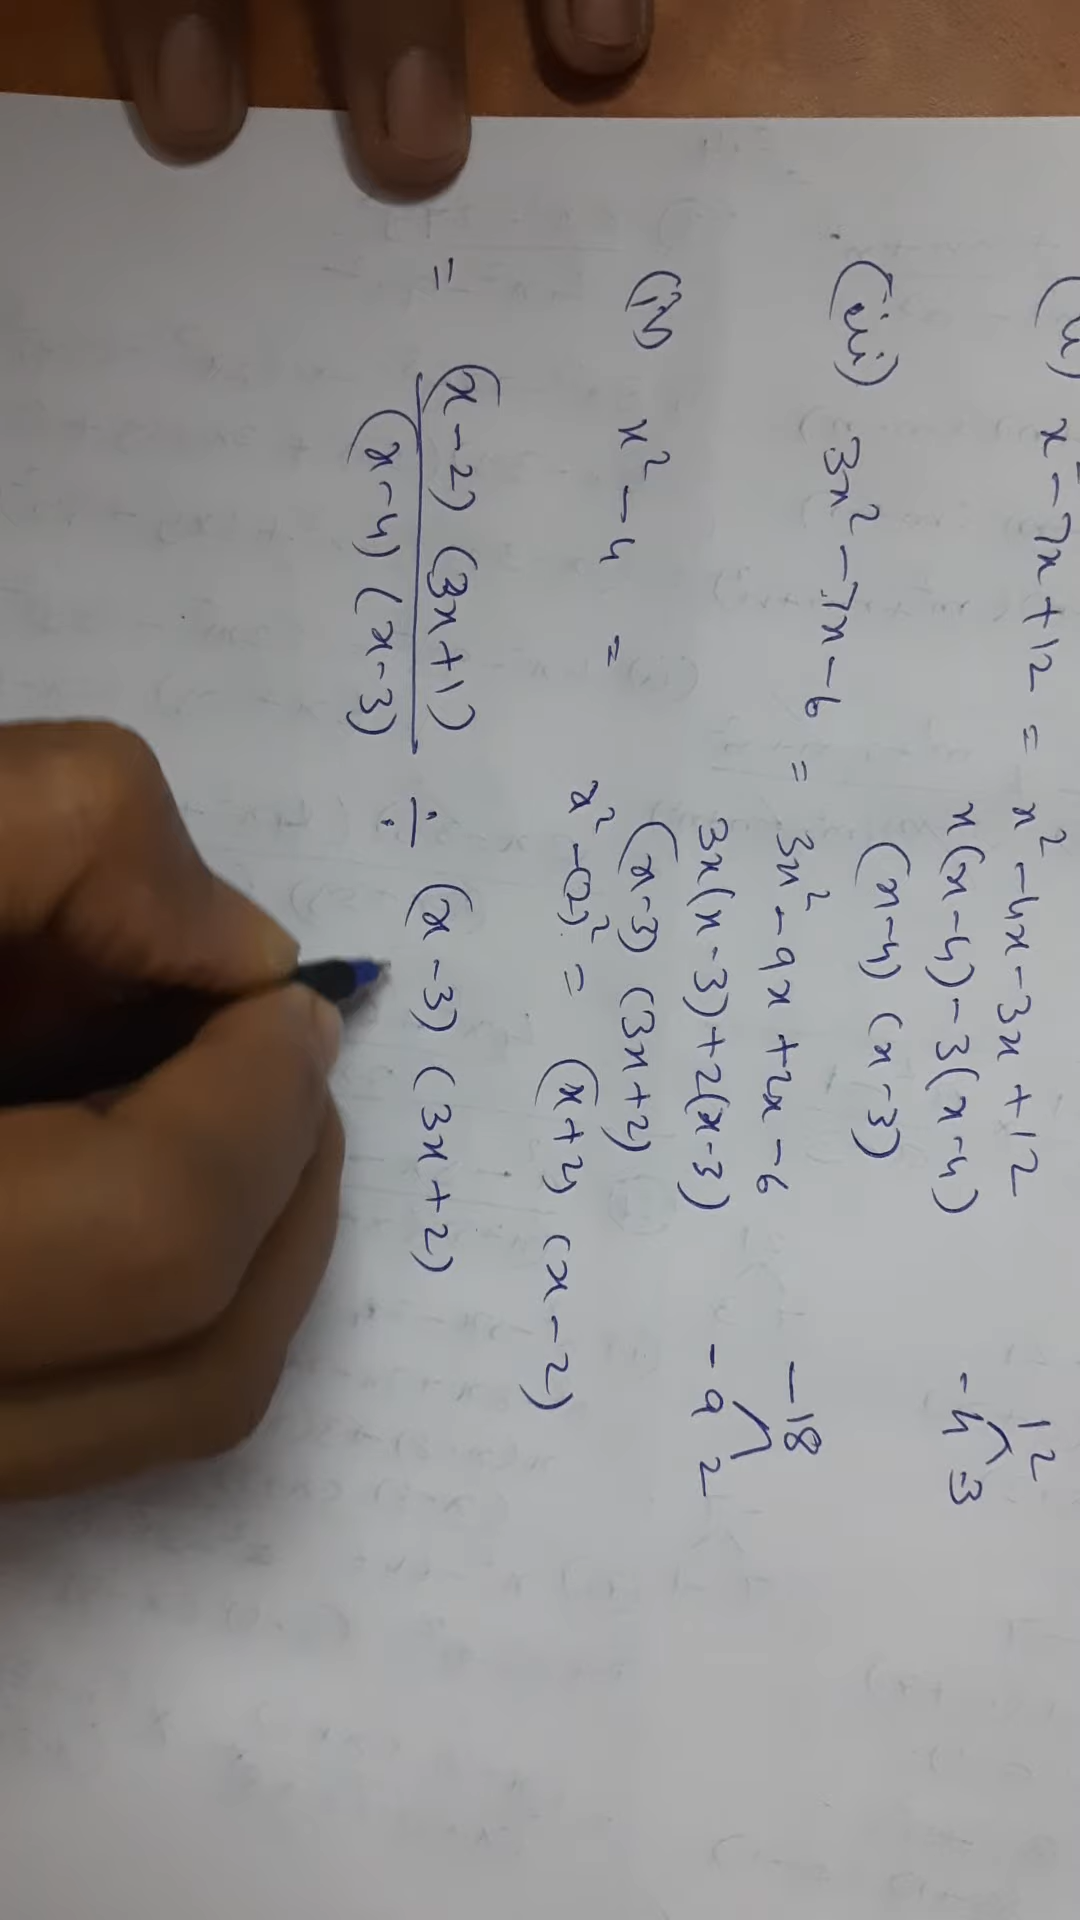 (ii) x² - 7x + 12 = x² - 4x - 3x + 12
x(x-4) - 3(x-4)
(x-4) (x-3)
12
-4 -3
(iii) 3x² - 7x - 6 = 3x² - 9x + 2x - 6
3x(x-3) + 2(x-3)
(x-3) (3x+2)
-18
-9 2
(iv) x² - 4 = x² - (2)² = (x+2) (x-2)
= (x-2) (3x+1) ÷ (x-3) (3x+2)
(x-4) (x-3)